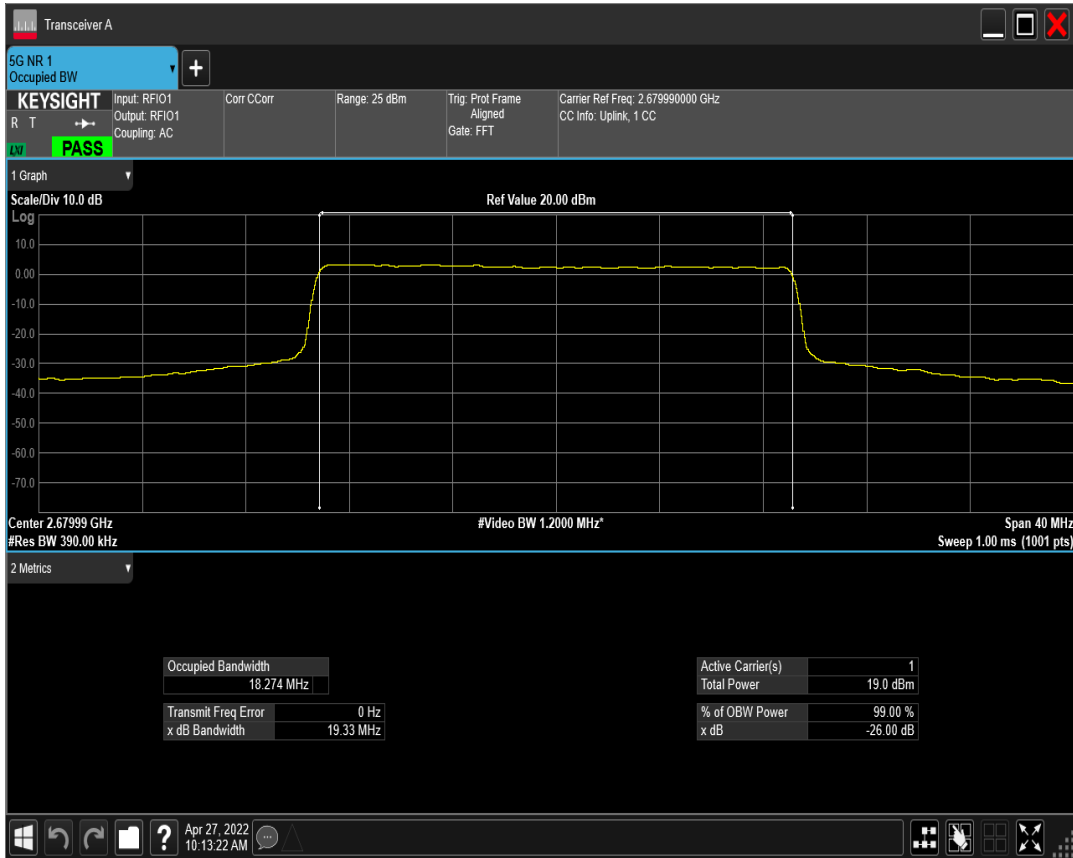 Transceiver A
5G NR 1
Occupied BW
KEYSIGHT
R T
LXI
PASS
Input: RFIO1
Output: RFIO1
Coupling: AC
Corr CCorr
Range: 25 dBm
Trig: Prot Frame
Aligned
Gate: FFT
Carrier Ref Freq: 2.679990000 GHz
CC Info: Uplink, 1 CC
1 Graph
Scale/Div 10.0 dB
Ref Value 20.00 dBm
Log
10.0
0.00
-10.0
-20.0
-30.0
-40.0
-50.0
-60.0
-70.0
Center 2.67999 GHz
#Video BW 1.2000 MHz*
Span 40 MHz
#Res BW 390.00 kHz
Sweep 1.00 ms (1001 pts)
2 Metrics
Occupied Bandwidth
18.274 MHz
Transmit Freq Error 0 Hz
x dB Bandwidth 19.33 MHz
Active Carrier(s) 1
Total Power 19.0 dBm
% of OBW Power 99.00 %
x dB -26.00 dB
?
Apr 27, 2022
10:13:22 AM